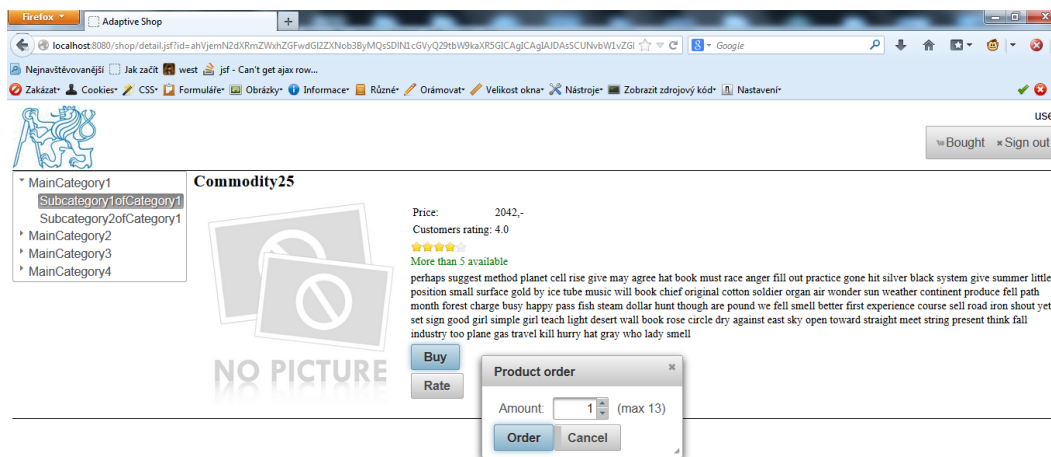 Firefox
Adaptive Shop
localhost:8080/shop/detail.jsf?id=
Google
Nejnavštěvovanější Jak začít west jsf - Can't get ajax row...
Zakázat Cookies CSS Formuláře Obrázky Informace Různé Orámovat Velikost okna Nástroje Zobrazit zdrojový kód Nastavení
use
Bought Sign out
MainCategory1
Subcategory1ofCategory1
Subcategory2ofCategory1
MainCategory2
MainCategory3
MainCategory4
Commodity25
NO PICTURE
Price: 2042,-
Customers rating: 4.0
More than 5 available
perhaps suggest method planet cell rise give may agree hat book must race anger fill out practice gone hit silver black system give summer little
position small surface gold by ice tube music will book chief original cotton soldier organ air wonder sun weather continent produce fell path
month forest charge busy happy pass fish steam dollar hunt though are pound we fell smell better first experience course sell road iron shout yet
set sign good girl simple girl teach light desert wall book rose circle dry against east sky open toward straight meet string present think fall
industry too plane gas travel kill hurry hat gray who lady smell
Buy
Rate
Product order
Amount: 1 (max 13)
Order Cancel